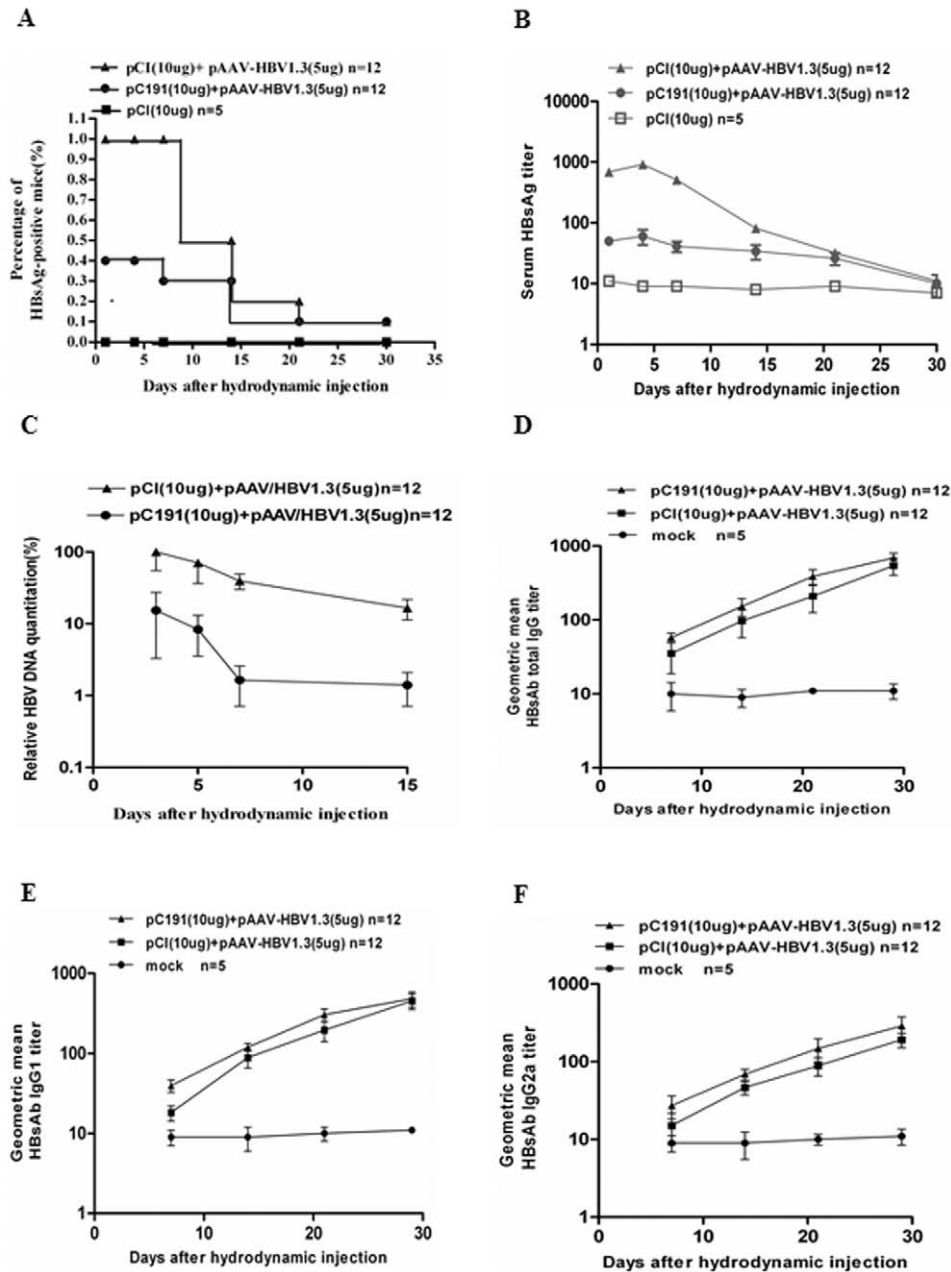 A
pCI(10ug)+ pAAV-HBV1.3(5ug) n=12
pC191(10ug)+pAAV-HBV1.3(5ug) n=12
pCI(10ug) n=5
Percentage of
HBsAg-positive mice(%)
1.1
1.0
0.9
0.8
0.7
0.6
0.5
0.4
0.3
0.2
0.1
0.0
0 5 10 15 20 25 30 35
Days after hydrodynamic injection
B
pCI(10ug)+pAAV-HBV1.3(5ug) n=12
pC191(10ug)+pAAV-HBV1.3(5ug) n=12
pCI(10ug) n=5
Serum HBsAg titer
10000
1000
100
10
1
0 5 10 15 20 25 30
Days after hydrodynamic injection
C
pCI(10ug)+pAAV/HBV1.3(5ug)n=12
pC191(10ug)+pAAV/HBV1.3(5ug)n=12
Relative HBV DNA quantitation(%)
100
10
1
0.1
0 5 10 15
Days after hydrodynamic injection
D
pC191(10ug)+pAAV-HBV1.3(5ug) n=12
pCI(10ug)+pAAV-HBV1.3(5ug) n=12
mock n=5
Geometric mean
HBsAb total IgG titer
1000
100
10
1
0 10 20 30
Days after hydrodynamic injection
E
pC191(10ug)+pAAV-HBV1.3(5ug) n=12
pCI(10ug)+pAAV-HBV1.3(5ug) n=12
mock n=5
Geometric mean
HBsAb IgG1 titer
1000
100
10
1
0 10 20 30
Days after hydrodynamic injection
F
pC191(10ug)+pAAV-HBV1.3(5ug) n=12
pCI(10ug)+pAAV-HBV1.3(5ug) n=12
mock n=5
Geometric mean
HBsAb IgG2a titer
1000
100
10
1
0 10 20 30
Days after hydrodynamic injection